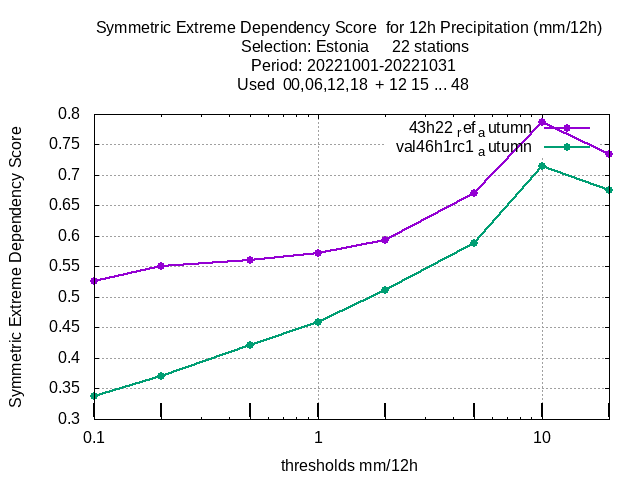 Symmetric Extreme Dependency Score  for 12h Precipitation (mm/12h)
Selection: Estonia     22 stations
Period: 20221001-20221031
Used  00,06,12,18  + 12 15 ... 48
Symmetric Extreme Dependency Score
0.8
0.75
0.7
0.65
0.6
0.55
0.5
0.45
0.4
0.35
0.3
43h22 ref autumn
val46h1rc1 autumn
0.1 1 10
thresholds mm/12h